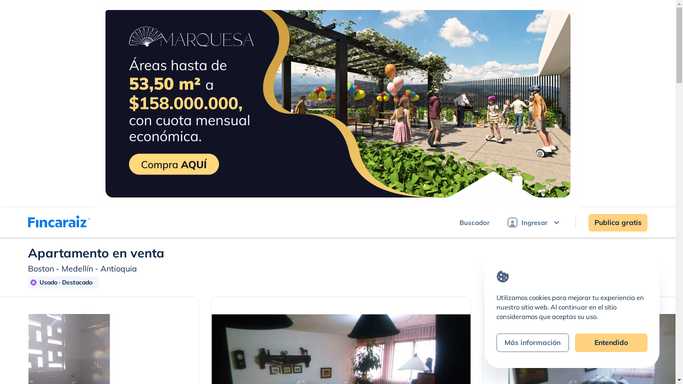 MARQUESA
Áreas hasta de
53,50 m² a
$158.000.000,
con cuota mensual
económica.
Compra AQUÍ
Fincaraiz
Buscador
Ingresar
Publica gratis
Apartamento en venta
Boston - Medellín - Antioquia
Usado · Destacado
Utilizamos cookies para mejorar tu experiencia en
nuestro sitio web. Al continuar en el sitio
consideramos que aceptas su uso.
Más información
Entendido